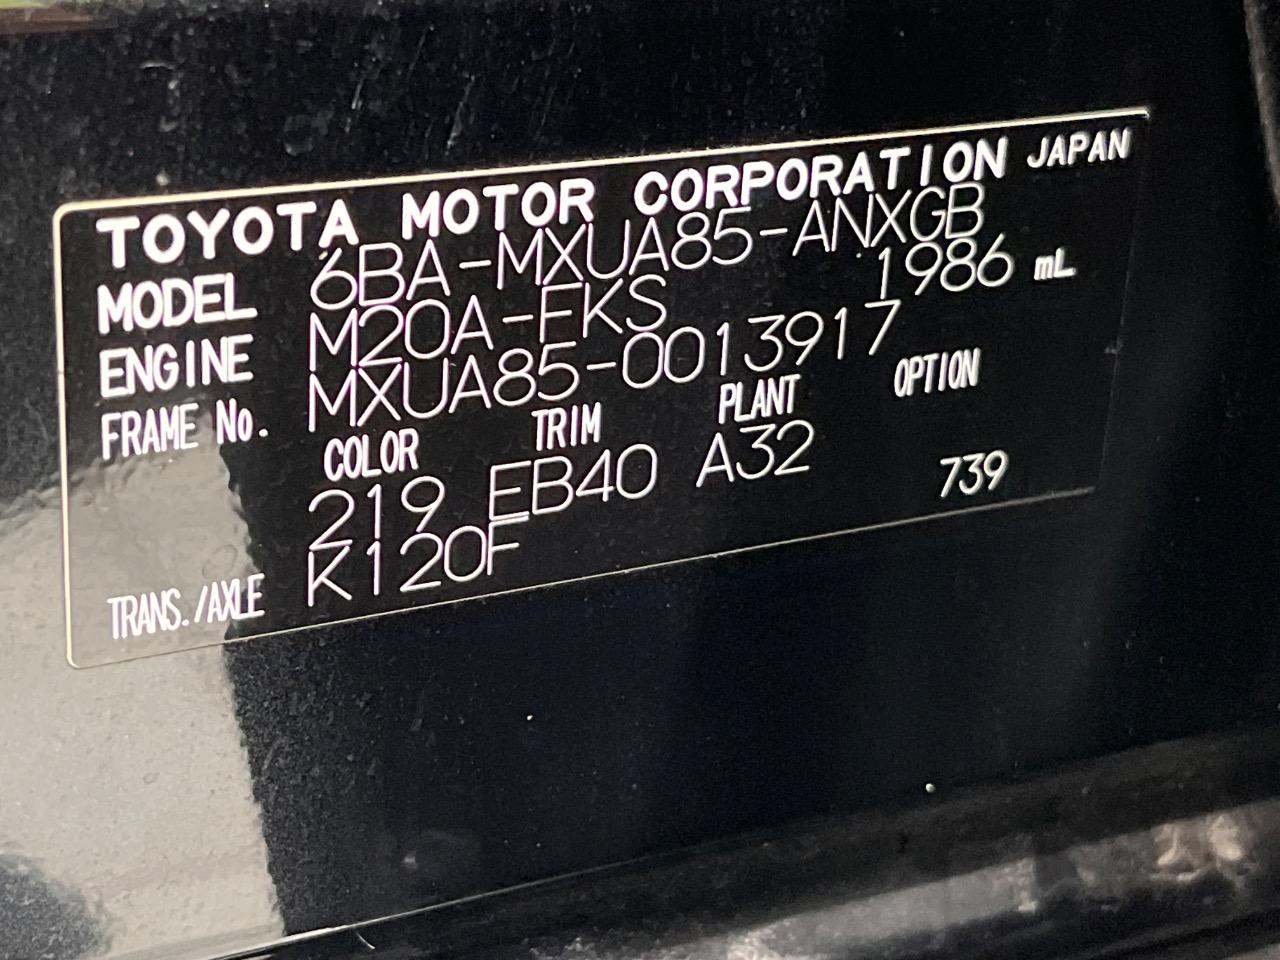 TOYOTA MOTOR CORPORATION JAPAN
MODEL 6BA-MXUA85-ANXGB
ENGINE M20A-FKS 1986 mL
FRAME No. MXUA85-0013917
COLOR TRIM PLANT OPTION
219 EB40 A32 739
TRANS./AXLE K120F